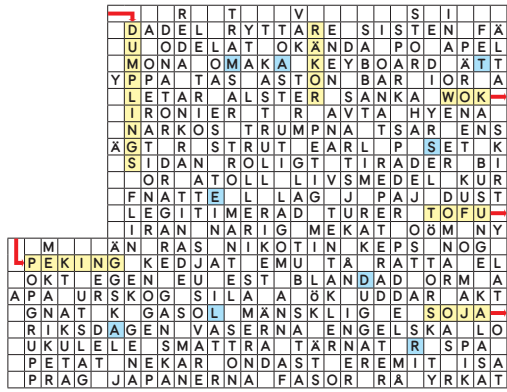 R T V S I
DADEL RYTTARE SISTEN FÄ
U ODELAT OKÄNDA PO APEL
MONA OMAKA KEYBOARD ÄTT
YPPA TAS ASTON BAR IOR A
LETAR ALSTER SANKA WOK
IRONIER T R AVTA HYENA
NARKOS TRUMPNA TSAR ENS
ÄGT R STRUT EARL P SET K
SIDAN ROLIGT TIRADER BI
OR ATOLL LIVSMEDEL KUR
FNATTE L LAG J PAJ DUST
LEGITIMERAD TURER TOFU
IRAN NARIG MEKAT OöM NY
M ÄN RAS NIKOTIN KEPS NOG
PEKING KEDJAT EMU TÅ RATTA EL
OKT EGEN EU EST BLANDAD ORM A
APA URSKOG SILA A ÖK UDDAR AKT
GNAT K GASOL MÄNSKLIG E SOJA
RIKSDAGEN VASERNA ENGELSKA LO
UKULELE SMATTRA TÄRNAT R SPA
PETAT NEKAR ONDAST EREMIT ISA
PRAG JAPANERNA FASOR RA YRKAT